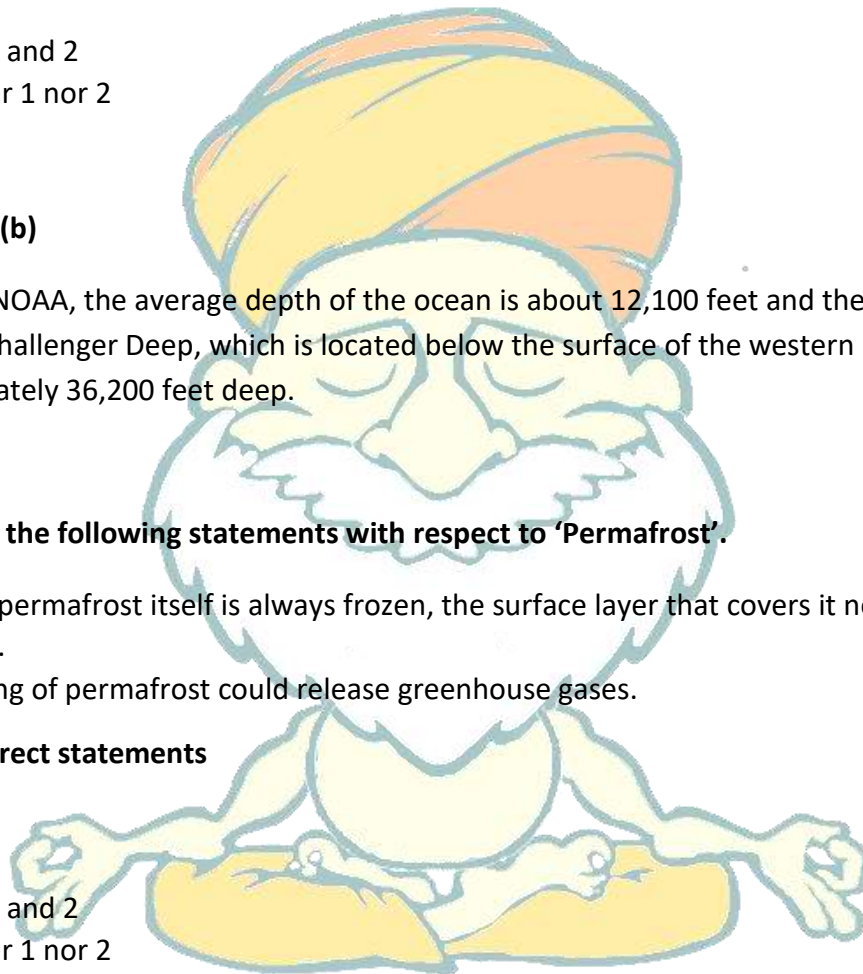 and 2
r 1 nor 2
(b)
NOAA, the average depth of the ocean is about 12,100 feet and the
hallenger Deep, which is located below the surface of the western
ately 36,200 feet deep.
the following statements with respect to ‘Permafrost’.
permafrost itself is always frozen, the surface layer that covers it ne
.
ng of permafrost could release greenhouse gases.
rrect statements
and 2
r 1 nor 2